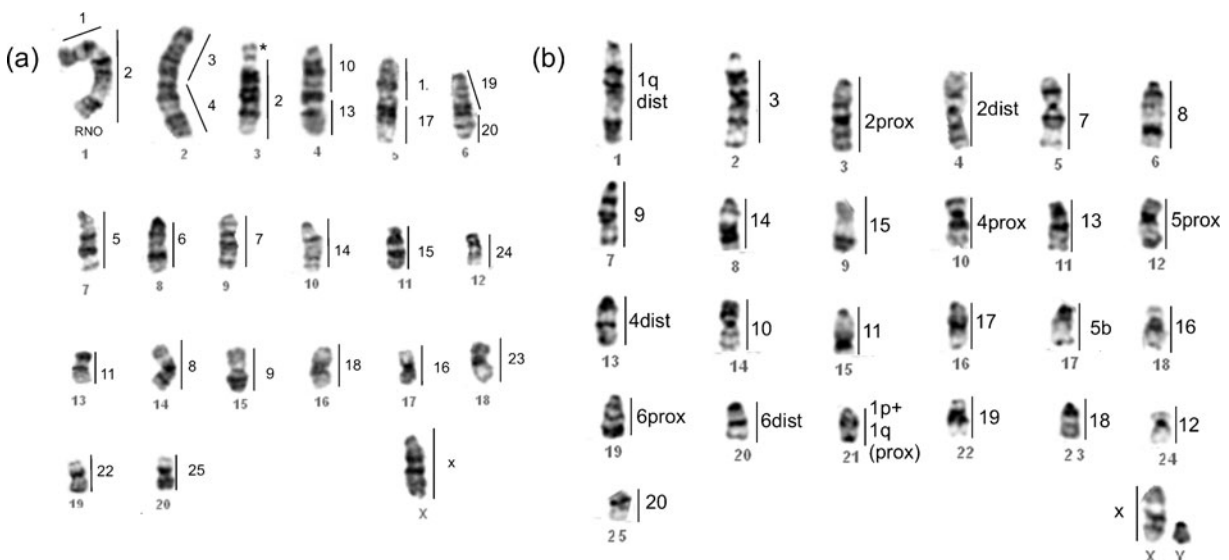 (a)
1 2 3 4 * 2 10 13 1. 17 19 20
RNO
1 2 3 4 5 6
5 6 7 14 15 24
7 8 9 10 11 12
11 8 9 18 16 23
13 14 15 16 17 18
22 25 x
19 20 X
(b)
1q dist 3 2prox 2dist 7 8
1 2 3 4 5 6
9 14 15 4prox 13 5prox
7 8 9 10 11 12
4dist 10 11 17 5b 16
13 14 15 16 17 18
6prox 6dist 1p+ 1q (prox) 19 18 12
19 20 21 22 23 24
20 x
25 X Y